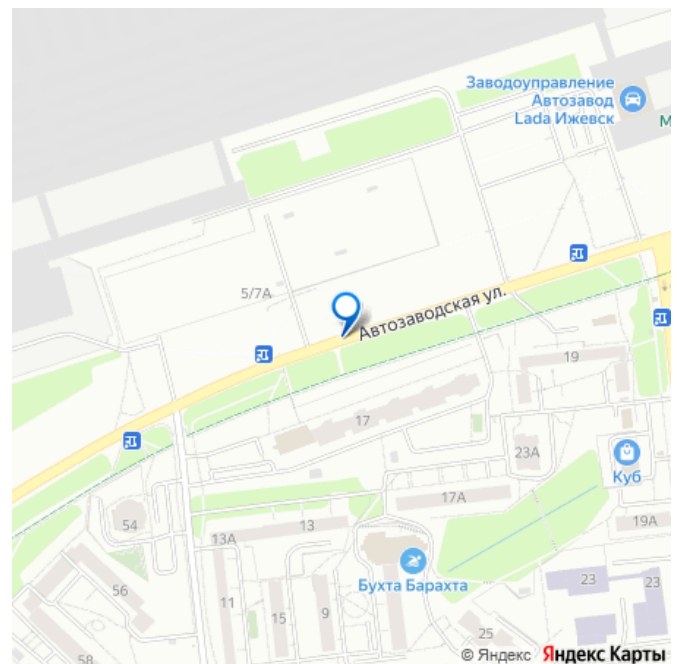 Заводоуправление
Автозавод
Lada Ижевск
М
5/7А
Автозаводская ул.
19
17
23А
Куб
17А
54
13
13А
19А
56
Бухта Барахта
11
15
9
23
23
25
58
© Яндекс Яндекс Карты